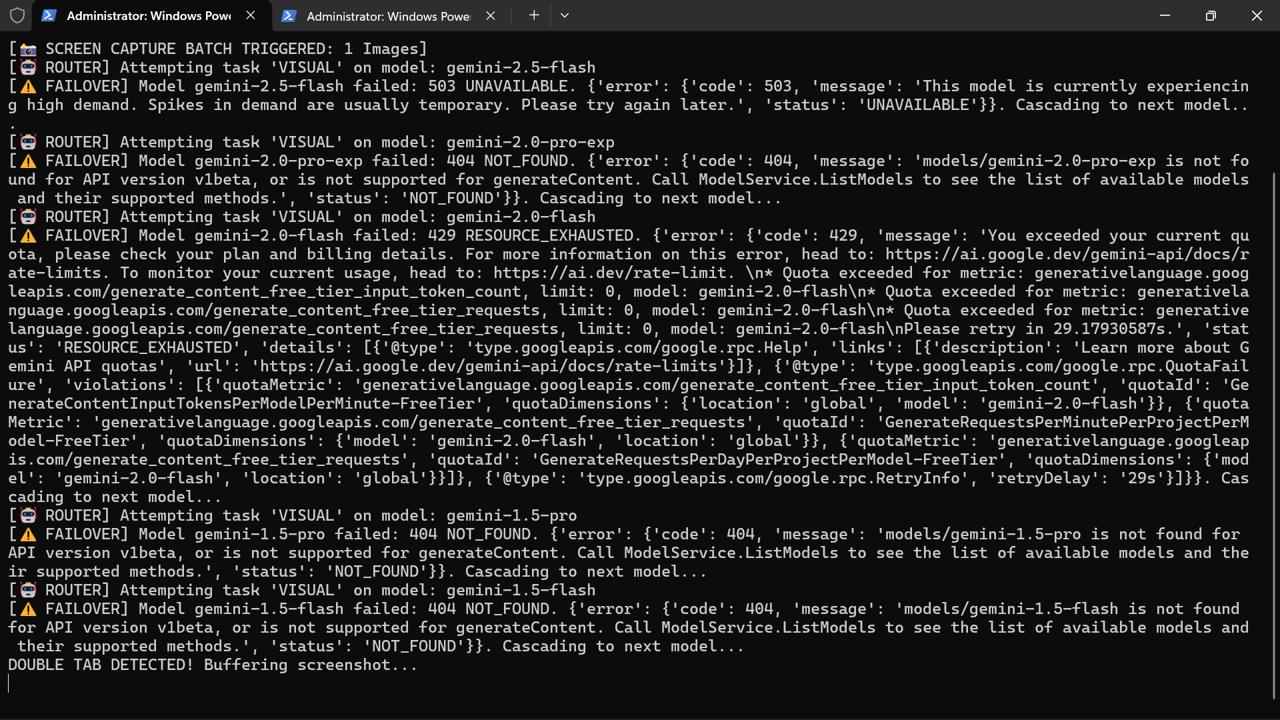 Administrator: Windows Powe
Administrator: Windows Powe
[📷 SCREEN CAPTURE BATCH TRIGGERED: 1 Images]
[🤖 ROUTER] Attempting task 'VISUAL' on model: gemini-2.5-flash
[⚠️ FAILOVER] Model gemini-2.5-flash failed: 503 UNAVAILABLE. {'error': {'code': 503, 'message': 'This model is currently experiencin
g high demand. Spikes in demand are usually temporary. Please try again later.', 'status': 'UNAVAILABLE'}}. Cascading to next model..
.
[🤖 ROUTER] Attempting task 'VISUAL' on model: gemini-2.0-pro-exp
[⚠️ FAILOVER] Model gemini-2.0-pro-exp failed: 404 NOT_FOUND. {'error': {'code': 404, 'message': 'models/gemini-2.0-pro-exp is not fo
und for API version v1beta, or is not supported for generateContent. Call ModelService.ListModels to see the list of available models
 and their supported methods.', 'status': 'NOT_FOUND'}}. Cascading to next model...
[🤖 ROUTER] Attempting task 'VISUAL' on model: gemini-2.0-flash
[⚠️ FAILOVER] Model gemini-2.0-flash failed: 429 RESOURCE_EXHAUSTED. {'error': {'code': 429, 'message': 'You exceeded your current qu
ota, please check your plan and billing details. For more information on this error, head to: https://ai.google.dev/gemini-api/docs/r
ate-limits. To monitor your current usage, head to: https://ai.dev/rate-limit. \n* Quota exceeded for metric: generativelanguage.goog
leapis.com/generate_content_free_tier_input_token_count, limit: 0, model: gemini-2.0-flash\n* Quota exceeded for metric: generativela
nguage.googleapis.com/generate_content_free_tier_requests, limit: 0, model: gemini-2.0-flash\n* Quota exceeded for metric: generative
language.googleapis.com/generate_content_free_tier_requests, limit: 0, model: gemini-2.0-flash\nPlease retry in 29.17930587s.', 'stat
us': 'RESOURCE_EXHAUSTED', 'details': [{'@type': 'type.googleapis.com/google.rpc.Help', 'links': [{'description': 'Learn more about G
emini API quotas', 'url': 'https://ai.google.dev/gemini-api/docs/rate-limits'}]}, {'@type': 'type.googleapis.com/google.rpc.QuotaFail
ure', 'violations': [{'quotaMetric': 'generativelanguage.googleapis.com/generate_content_free_tier_input_token_count', 'quotaId': 'Ge
nerateContentInputTokensPerModelPerMinute-FreeTier', 'quotaDimensions': {'location': 'global', 'model': 'gemini-2.0-flash'}}, {'quota
Metric': 'generativelanguage.googleapis.com/generate_content_free_tier_requests', 'quotaId': 'GenerateRequestsPerMinutePerProjectPerM
odel-FreeTier', 'quotaDimensions': {'model': 'gemini-2.0-flash', 'location': 'global'}}, {'quotaMetric': 'generativelanguage.googleap
is.com/generate_content_free_tier_requests', 'quotaId': 'GenerateRequestsPerDayPerProjectPerModel-FreeTier', 'quotaDimensions': {'mod
el': 'gemini-2.0-flash', 'location': 'global'}}]}, {'@type': 'type.googleapis.com/google.rpc.RetryInfo', 'retryDelay': '29s'}]}}. Cas
cading to next model...
[🤖 ROUTER] Attempting task 'VISUAL' on model: gemini-1.5-pro
[⚠️ FAILOVER] Model gemini-1.5-pro failed: 404 NOT_FOUND. {'error': {'code': 404, 'message': 'models/gemini-1.5-pro is not found for
API version v1beta, or is not supported for generateContent. Call ModelService.ListModels to see the list of available models and the
ir supported methods.', 'status': 'NOT_FOUND'}}. Cascading to next model...
[🤖 ROUTER] Attempting task 'VISUAL' on model: gemini-1.5-flash
[⚠️ FAILOVER] Model gemini-1.5-flash failed: 404 NOT_FOUND. {'error': {'code': 404, 'message': 'models/gemini-1.5-flash is not found
for API version v1beta, or is not supported for generateContent. Call ModelService.ListModels to see the list of available models and
 their supported methods.', 'status': 'NOT_FOUND'}}. Cascading to next model...
DOUBLE TAB DETECTED! Buffering screenshot...